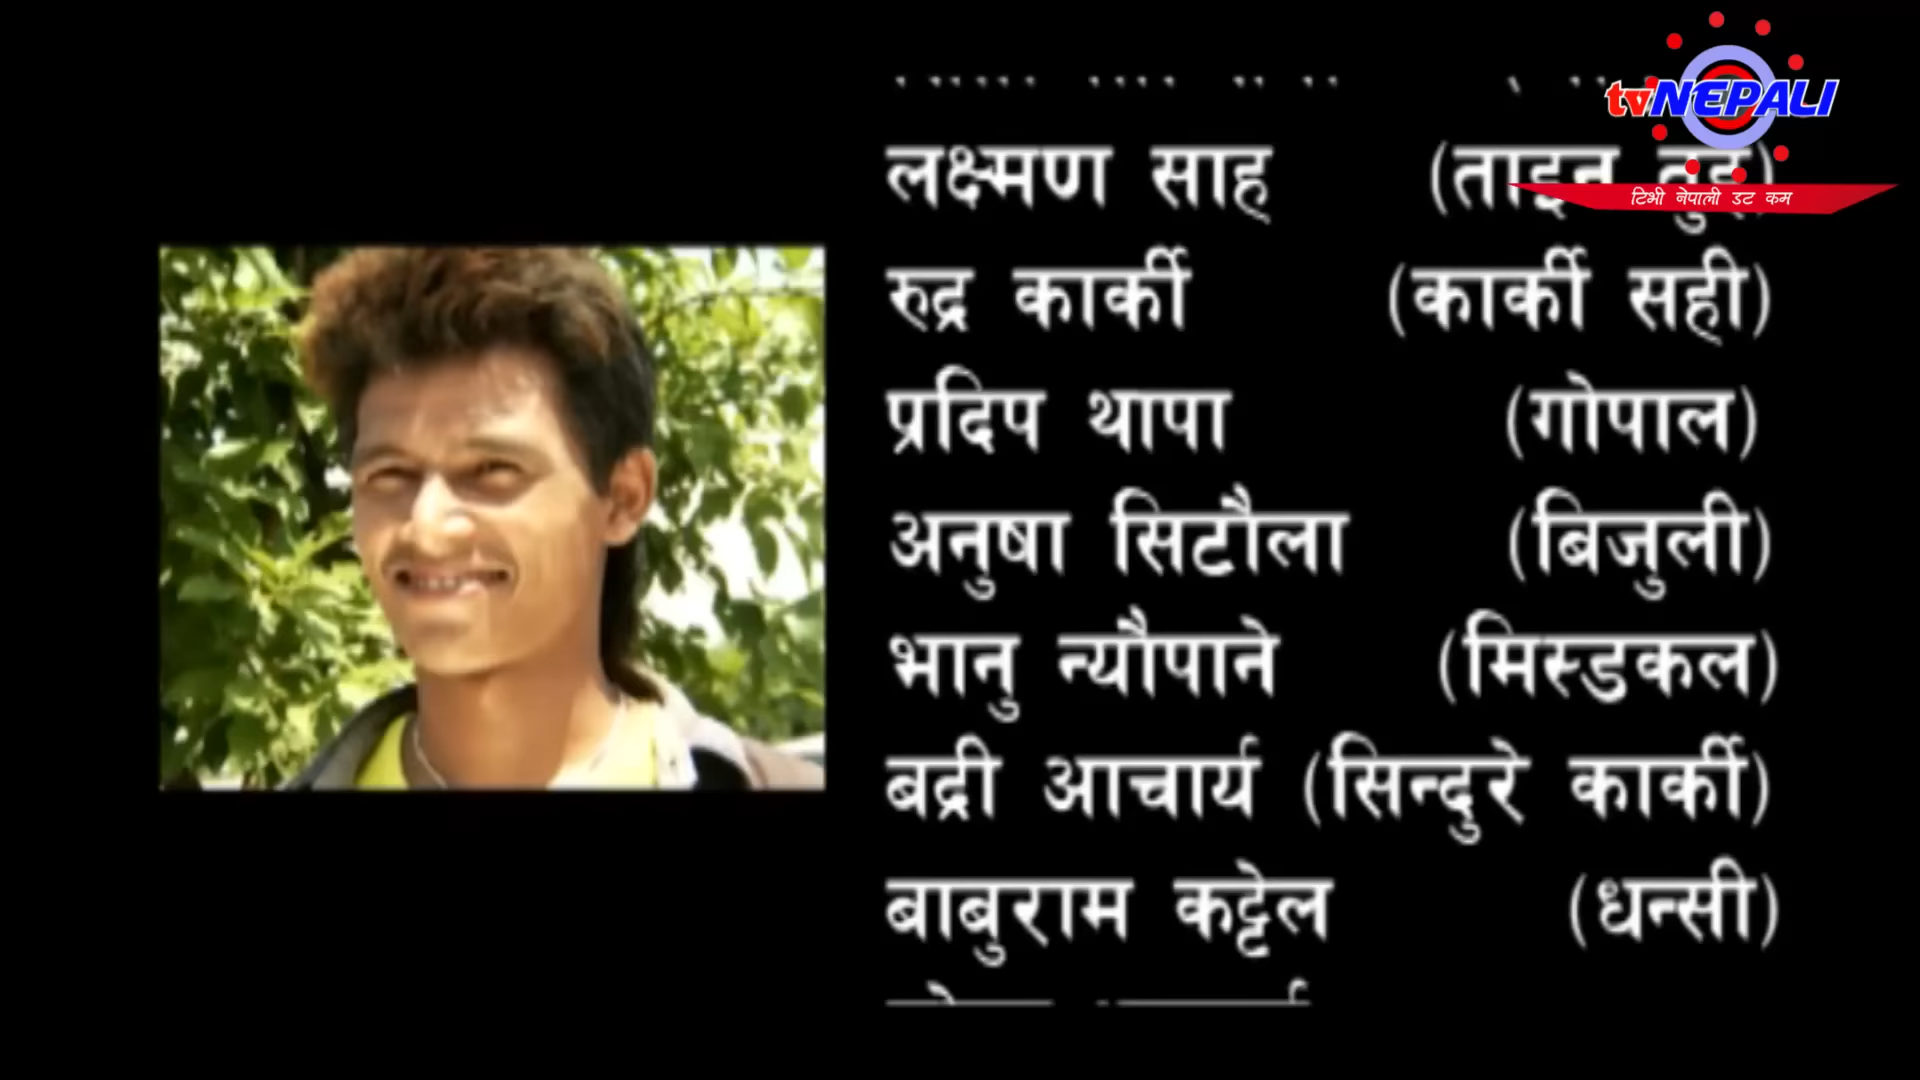 tvNEPALI
टिभी नेपाली डट कम
लक्ष्मण साह
रुद्र कार्की (कार्की सही)
प्रदिप थापा (गोपाल)
अनुषा सिटौला (बिजुली)
भानु न्यौपाने (मिस्डकल)
बद्री आचार्य (सिन्दुरे कार्की)
बाबुराम कट्टेल (धन्सी)